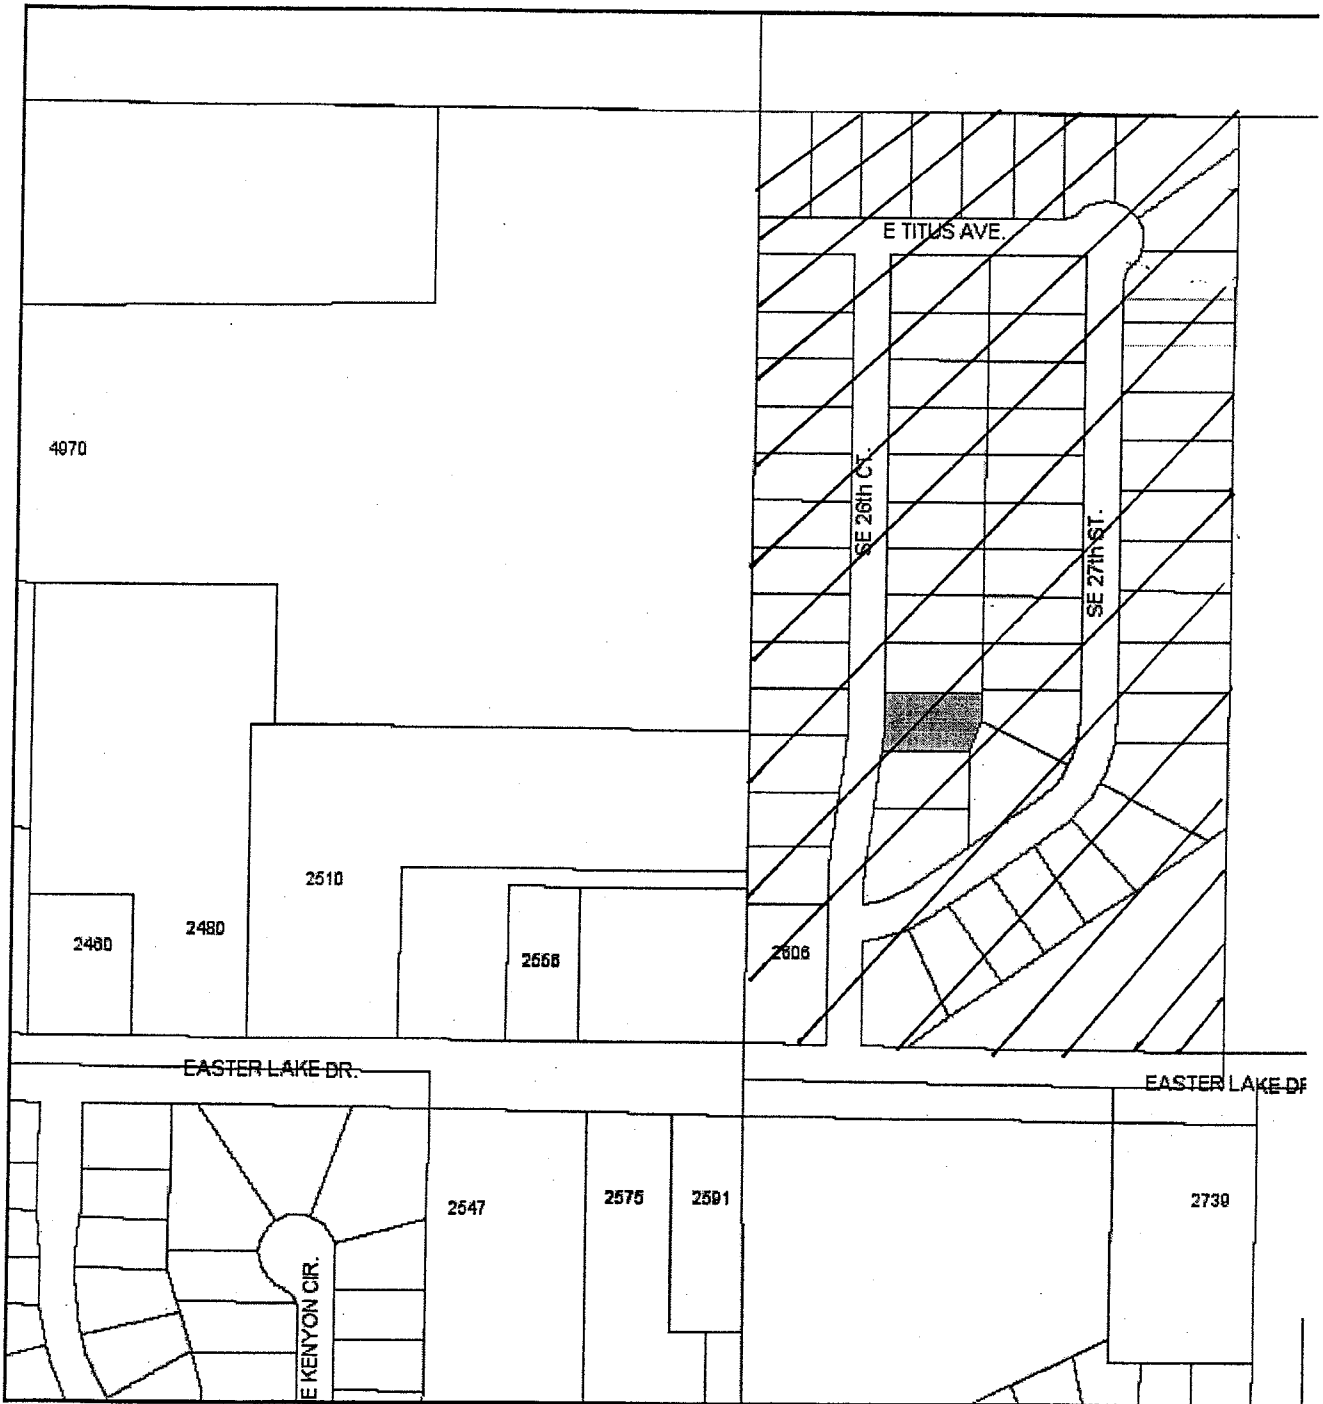 E TITUS AVE.
4970
SE 26th CT.
SE 27th ST.
2510
2480
2460
2556
2606
EASTER LAKE DR.
EASTER LAKE DR
2547
2575
2591
2739
E KENYON CIR.